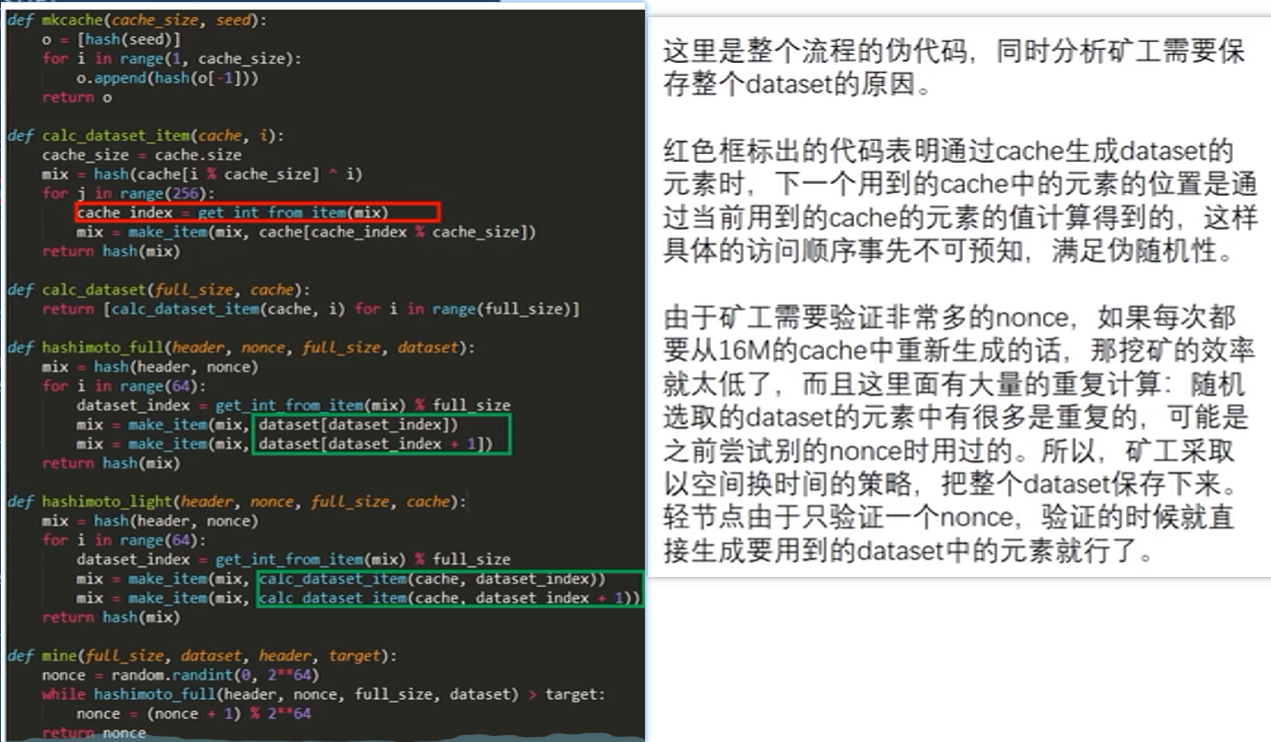 def mkcache(cache_size, seed):
    o = [hash(seed)]
    for i in range(1, cache_size):
        o.append(hash(o[-1]))
    return o
def calc_dataset_item(cache, i):
    cache_size = cache.size
    mix = hash(cache[i % cache_size] ^ i)
    for j in range(256):
        cache_index = get_int_from_item(mix)
        mix = make_item(mix, cache[cache_index % cache_size])
    return hash(mix)
def calc_dataset(full_size, cache):
    return [calc_dataset_item(cache, i) for i in range(full_size)]
def hashimoto_full(header, nonce, full_size, dataset):
    mix = hash(header, nonce)
    for i in range(64):
        dataset_index = get_int_from_item(mix) % full_size
        mix = make_item(mix, dataset[dataset_index])
        mix = make_item(mix, dataset[dataset_index + 1])
    return hash(mix)
def hashimoto_light(header, nonce, full_size, cache):
    mix = hash(header, nonce)
    for i in range(64):
        dataset_index = get_int_from_item(mix) % full_size
        mix = make_item(mix, calc_dataset_item(cache, dataset_index))
        mix = make_item(mix, calc_dataset_item(cache, dataset_index + 1))
    return hash(mix)
def mine(full_size, dataset, header, target):
    nonce = random.randint(0, 2**64)
    while hashimoto_full(header, nonce, full_size, dataset) > target:
        nonce = (nonce + 1) % 2**64
    return nonce
这里是整个流程的伪代码，同时分析矿工需要保
存整个dataset的原因。
红色框标出的代码表明通过cache生成dataset的
元素时，下一个用到的cache中的元素的位置是通
过当前用到的cache的元素的值计算得到的，这样
具体的访问顺序事先不可预知，满足伪随机性。
由于矿工需要验证非常多的nonce，如果每次都
要从16M的cache中重新生成的话，那挖矿的效率
就太低了，而且这里面有大量的重复计算：随机
选取的dataset的元素中有很多是重复的，可能是
之前尝试别的nonce时用过的。所以，矿工采取
以空间换时间的策略，把整个dataset保存下来。
轻节点由于只验证一个nonce，验证的时候就直
接生成要用到的dataset中的元素就行了。